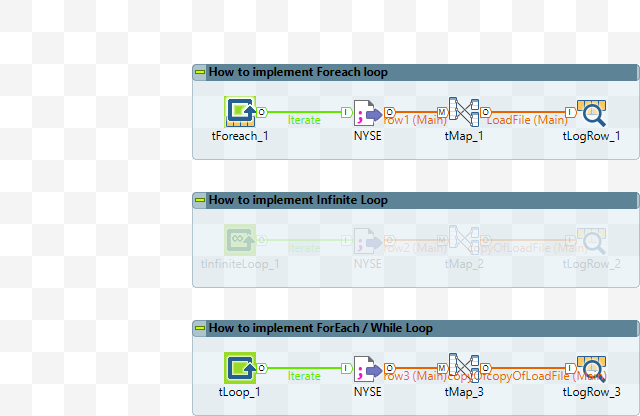 How to implement Foreach loop
O Iterate I O row1 (Main) M O LoadFile (Main) I
tForeach_1 NYSE tMap_1 tLogRow_1
How to implement Infinite Loop
O Iterate I O row2 (Main) M O copyOfLoadFile (Main) I
tInfiniteLoop_1 NYSE tMap_2 tLogRow_2
How to implement ForEach / While Loop
O Iterate I O row3 (Main) M O copyOfcopyOfLoadFile (Main) I
tLoop_1 NYSE tMap_3 tLogRow_3